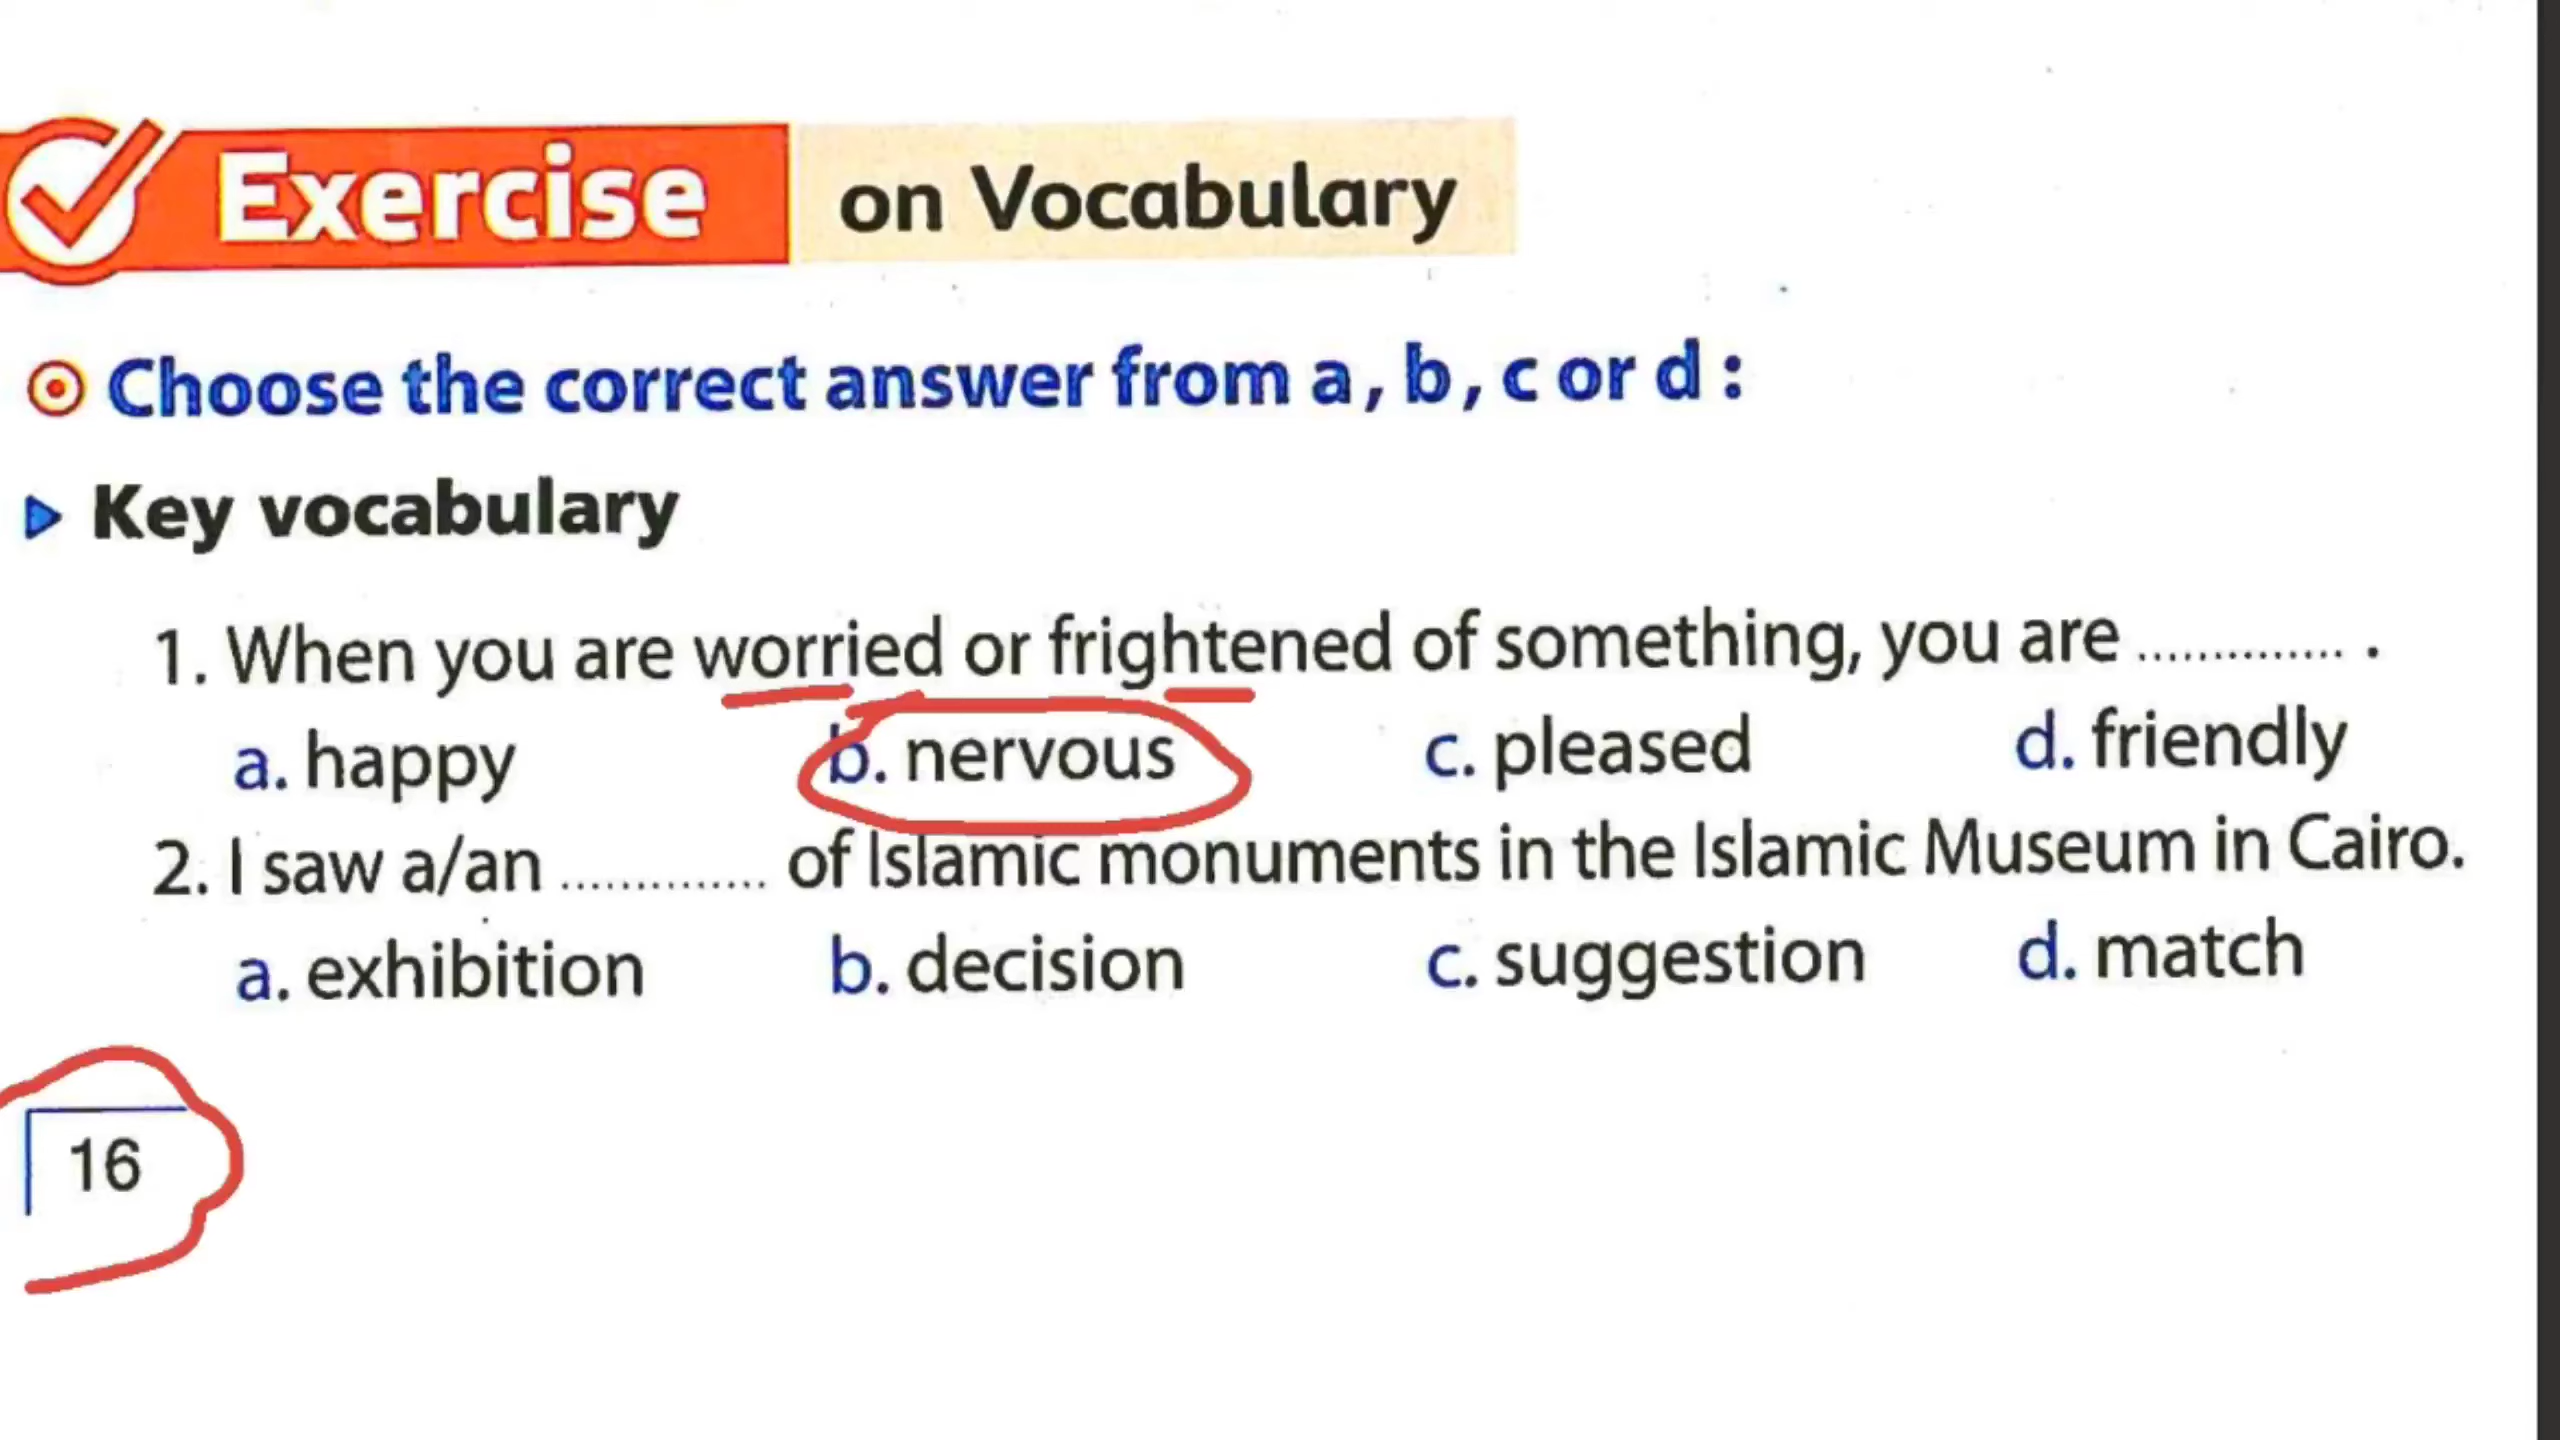 Exercise on Vocabulary
Choose the correct answer from a, b, c or d :
Key vocabulary
1. When you are worried or frightened of something, you are .............. .
a. happy b. nervous c. pleased d. friendly
2. I saw a/an .............. of Islamic monuments in the Islamic Museum in Cairo.
a. exhibition b. decision c. suggestion d. match
16